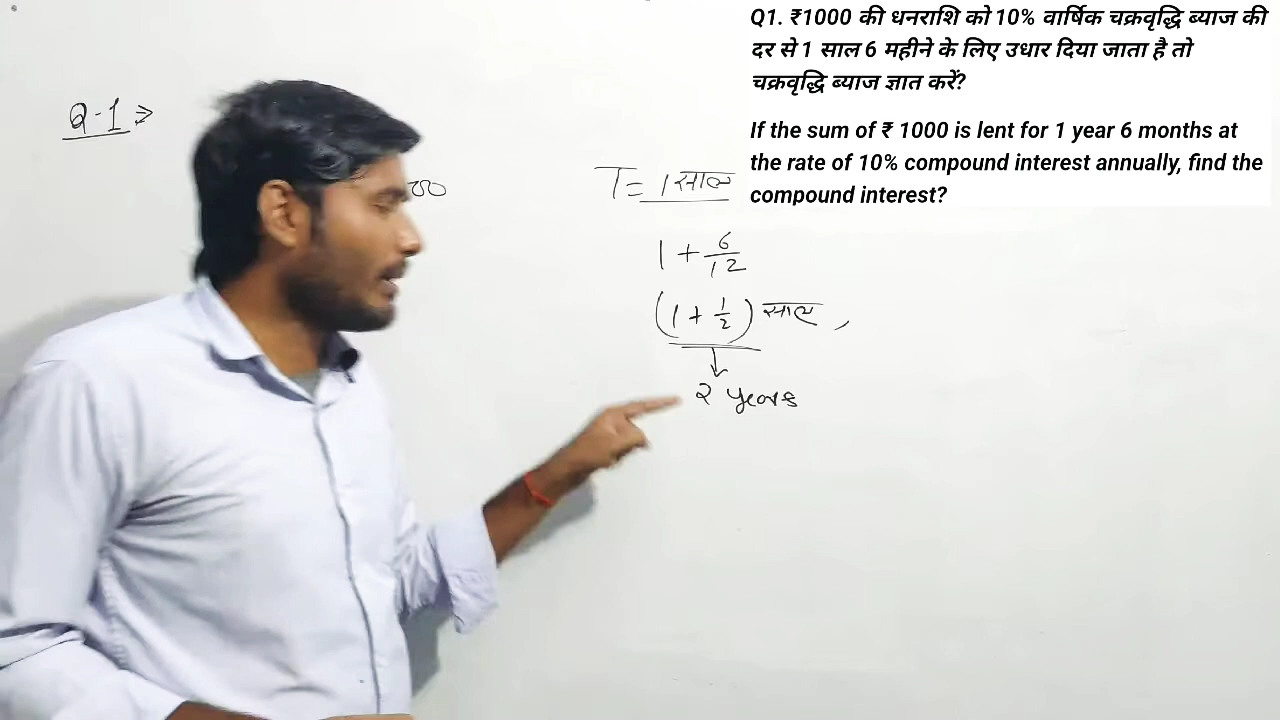 Q1. ₹1000 की धनराशि को 10% वार्षिक चक्रवृद्धि ब्याज की
दर से 1 साल 6 महीने के लिए उधार दिया जाता है तो
चक्रवृद्धि ब्याज ज्ञात करें?
If the sum of ₹ 1000 is lent for 1 year 6 months at
the rate of 10% compound interest annually, find the
compound interest?
Q-1 ⇒
00
T = 1 साल
1 + 6/12
(1 + 1/2) साल,
2 years